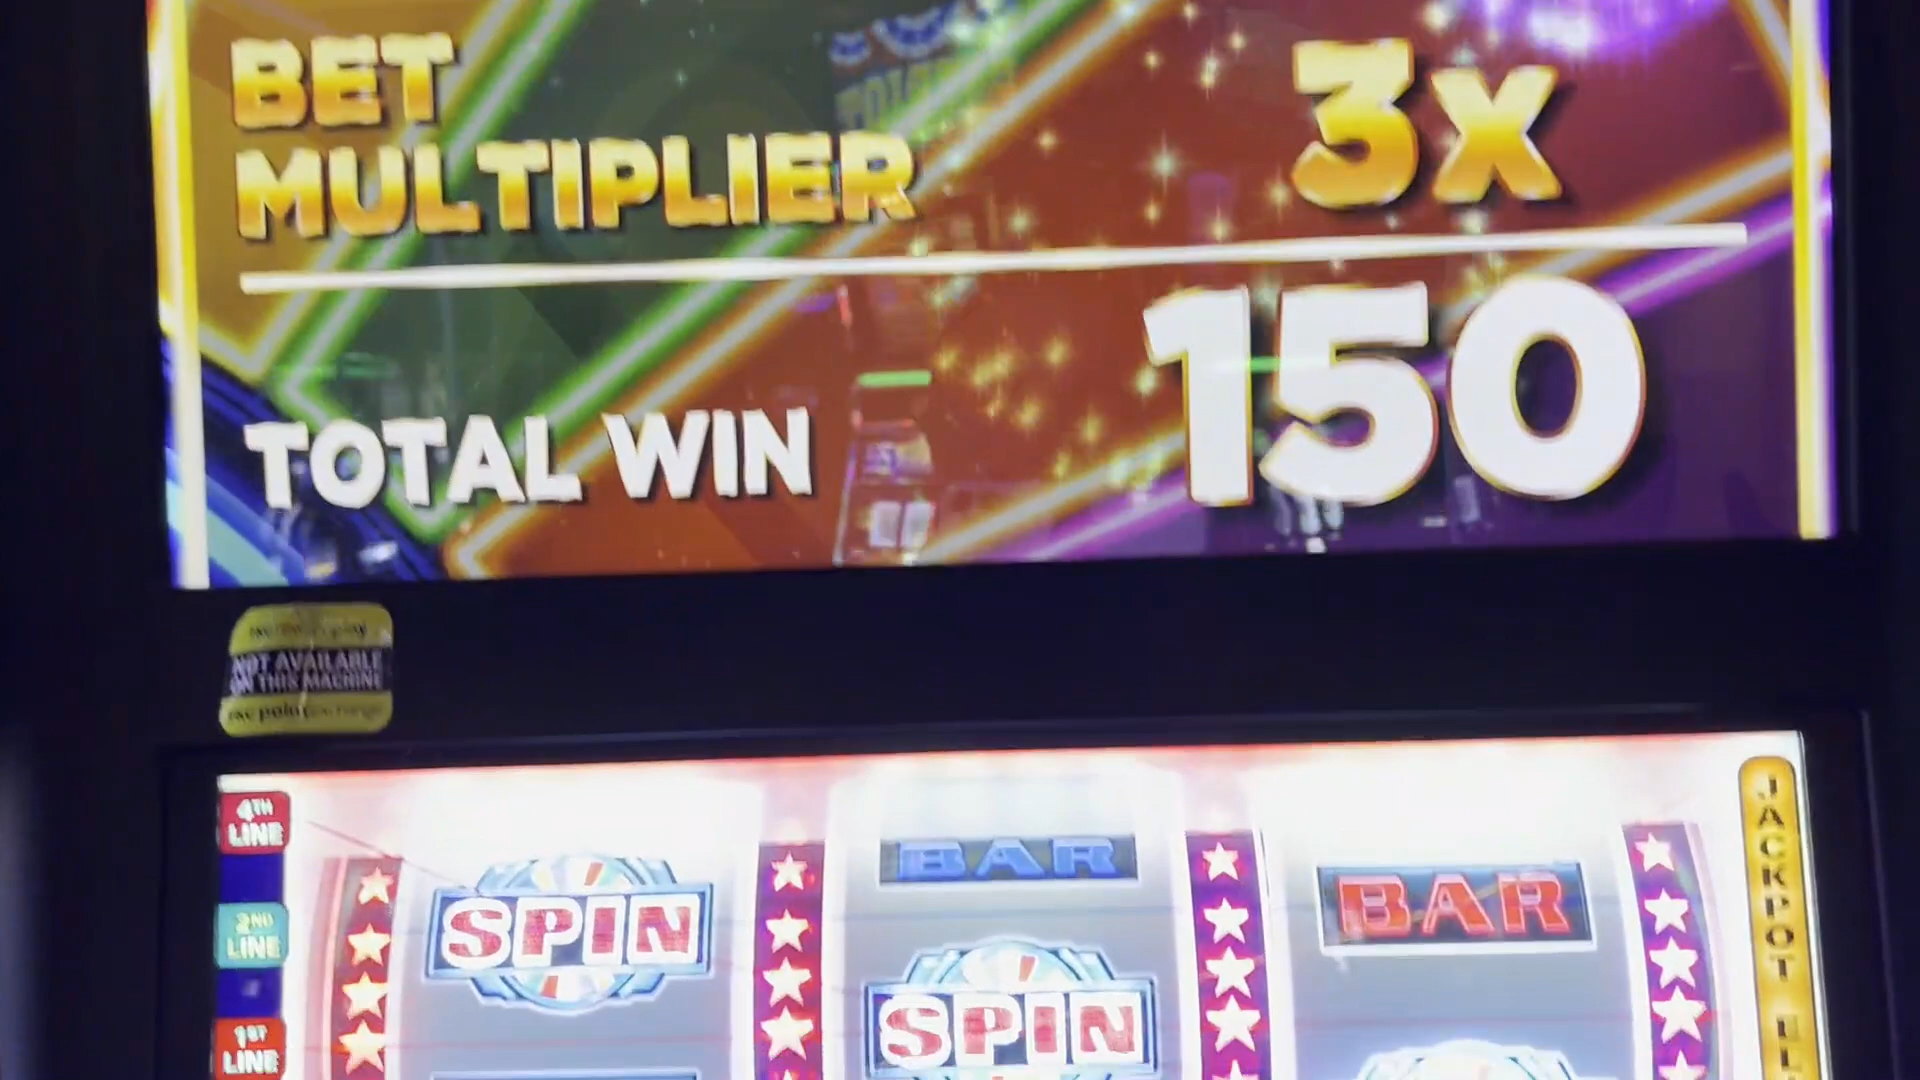 BET
MULTIPLIER
3X
TOTAL WIN
150
NOT AVAILABLE
ON THIS MACHINE
4TH
LINE
2ND
LINE
1ST
LINE
SPIN
BAR
SPIN
BAR
JACKPOT